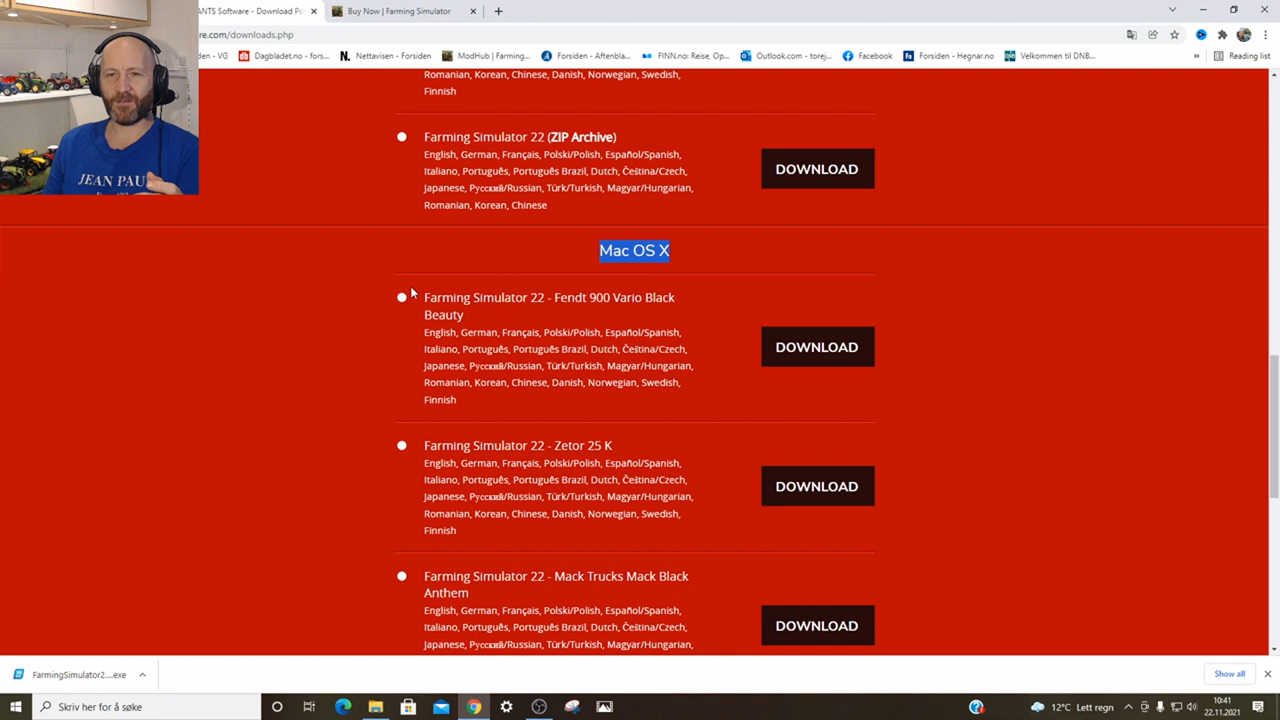 ANTS Software - Download Po
Buy Now | Farming Simulator
re.com/downloads.php
den - VG
Dagbladet.no - fors...
Nettavisen - Forsiden
ModHub | Farming...
Forsiden - Aftenbla...
FINN.no: Reise, Op...
Outlook.com - torej...
Facebook
Forsiden - Hegnar.no
Velkommen til DNB...
»
Reading list
Romanian, Korean, Chinese, Danish, Norwegian, Swedish,
Finnish
Farming Simulator 22 (ZIP Archive)
English, German, Français, Polski/Polish, Español/Spanish,
Italiano, Português, Português Brazil, Dutch, Čeština/Czech,
Japanese, Русский/Russian, Türk/Turkish, Magyar/Hungarian,
Romanian, Korean, Chinese
DOWNLOAD
JEAN PAU
Mac OS X
Farming Simulator 22 - Fendt 900 Vario Black
Beauty
English, German, Français, Polski/Polish, Español/Spanish,
Italiano, Português, Português Brazil, Dutch, Čeština/Czech,
Japanese, Русский/Russian, Türk/Turkish, Magyar/Hungarian,
Romanian, Korean, Chinese, Danish, Norwegian, Swedish,
Finnish
DOWNLOAD
Farming Simulator 22 - Zetor 25 K
English, German, Français, Polski/Polish, Español/Spanish,
Italiano, Português, Português Brazil, Dutch, Čeština/Czech,
Japanese, Русский/Russian, Türk/Turkish, Magyar/Hungarian,
Romanian, Korean, Chinese, Danish, Norwegian, Swedish,
Finnish
DOWNLOAD
Farming Simulator 22 - Mack Trucks Mack Black
Anthem
English, German, Français, Polski/Polish, Español/Spanish,
Italiano, Português, Português Brazil, Dutch, Čeština/Czech,
Japanese, Русский/Russian, Türk/Turkish, Magyar/Hungarian,
DOWNLOAD
FarmingSimulator2....exe
Show all
Skriv her for å søke
12°C Lett regn
10:41
22.11.2021